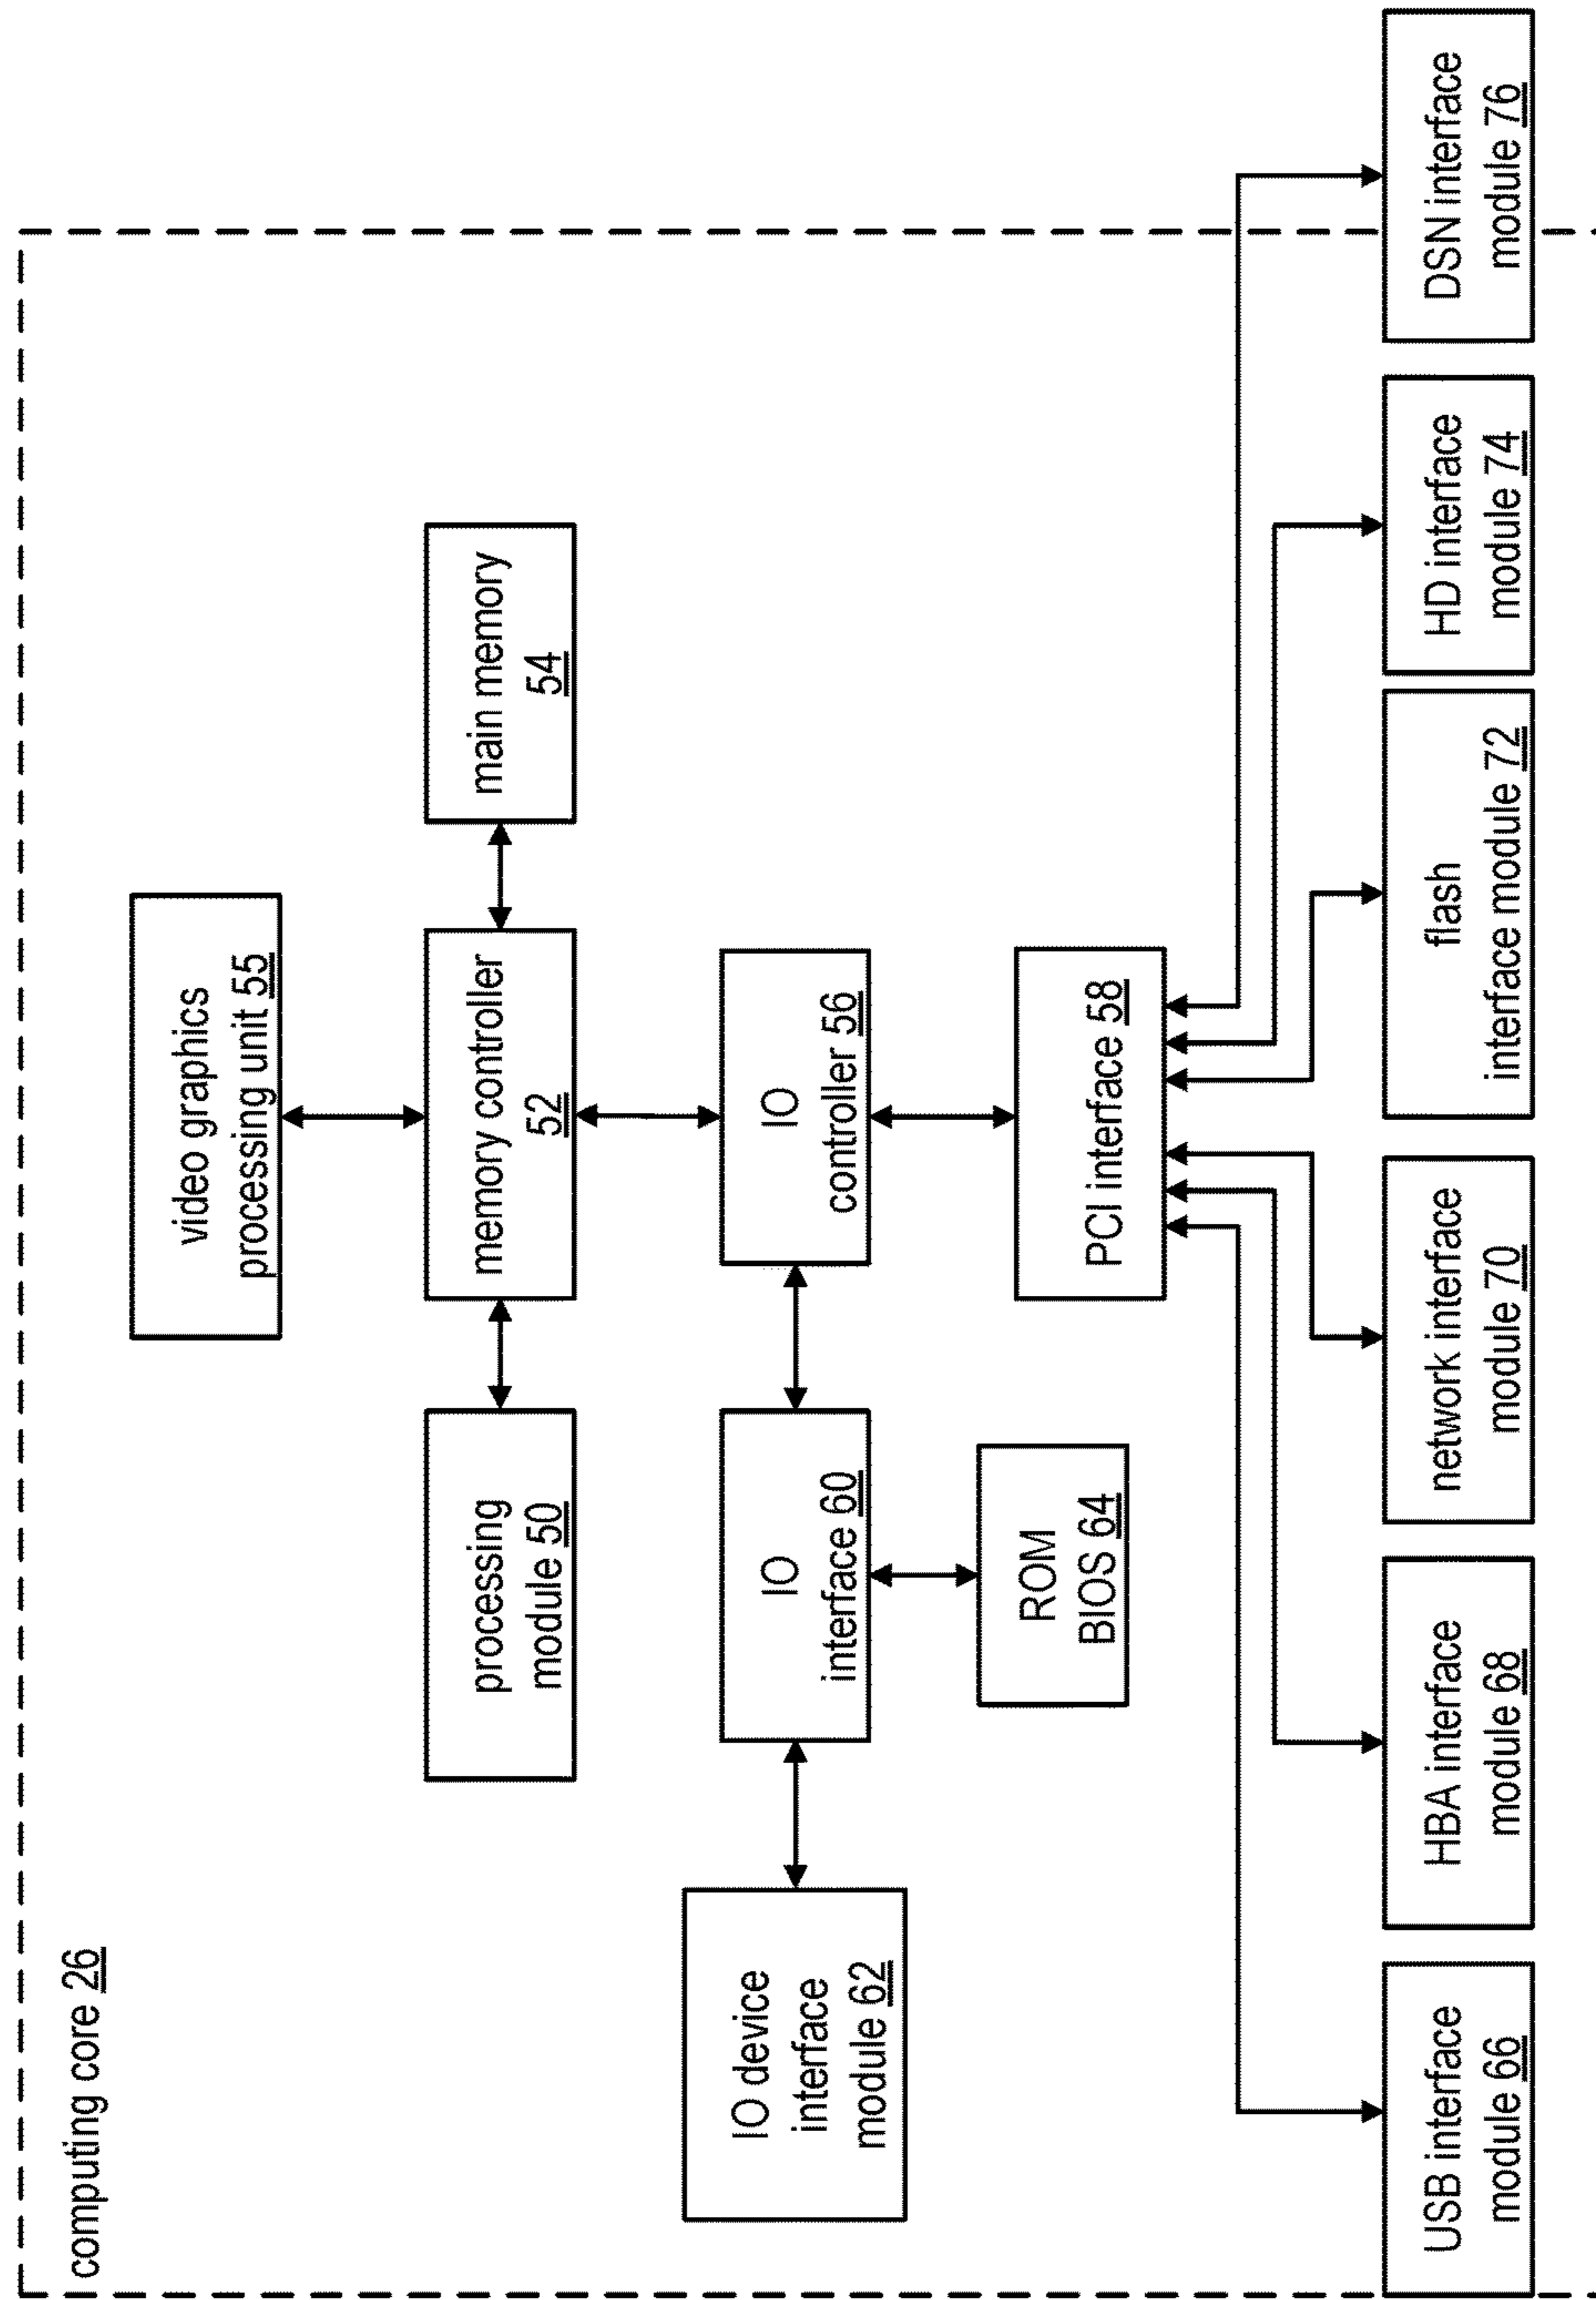 computing core 26
video graphics
processing unit 55
processing
module 50
memory controller
52
main memory
54
IO device
interface
module 62
IO
interface 60
IO
controller 56
ROM
BIOS 64
PCI interface 58
USB interface
module 66
HBA interface
module 68
network interface
module 70
flash
interface module 72
HD interface
module 74
DSN interface
module 76